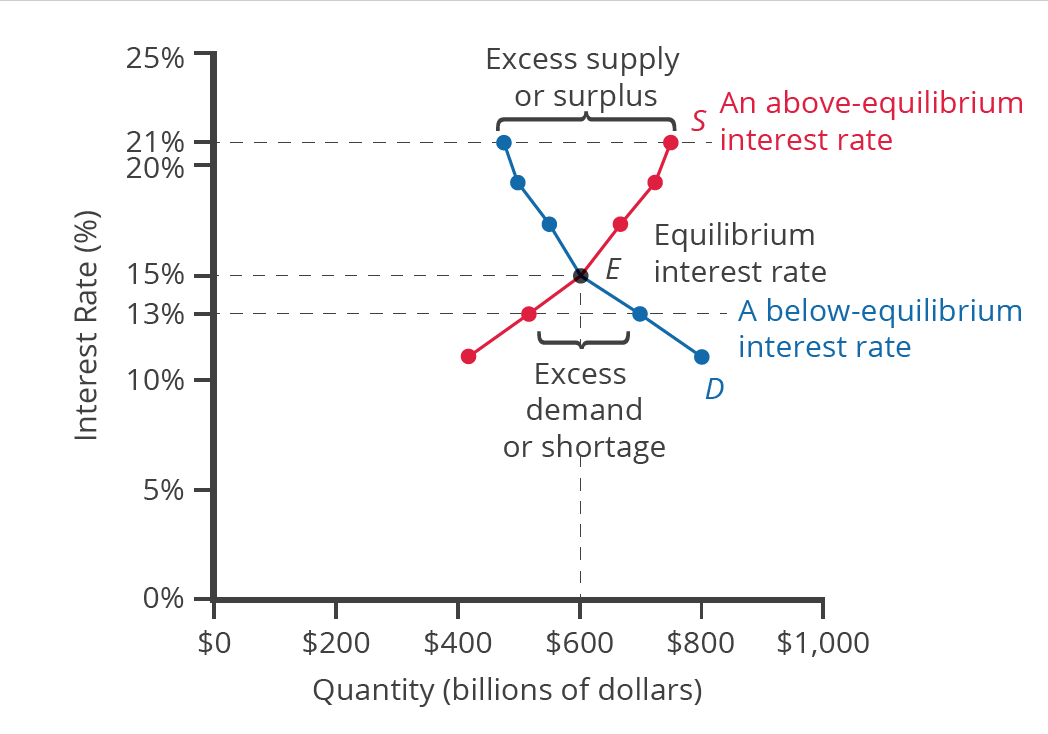 25%
Excess supply
or surplus
S
An above-equilibrium
interest rate
21%
20%
Interest Rate (%)
Equilibrium
interest rate
E
15%
13%
A below-equilibrium
interest rate
Excess
demand
or shortage
D
10%
5%
0%
$0 $200 $400 $600 $800 $1,000
Quantity (billions of dollars)